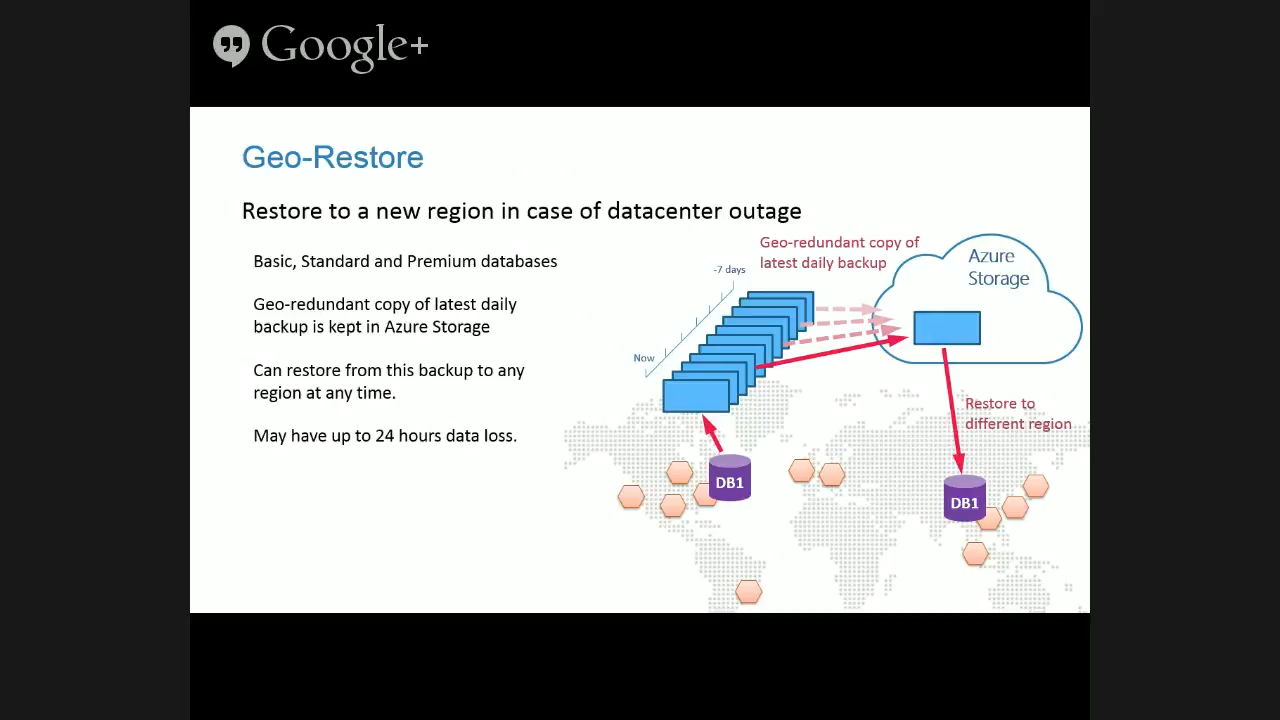 Google+
Geo-Restore
Restore to a new region in case of datacenter outage
Basic, Standard and Premium databases
Geo-redundant copy of latest daily
backup is kept in Azure Storage
Can restore from this backup to any
region at any time.
May have up to 24 hours data loss.
Geo-redundant copy of
latest daily backup
Azure
Storage
-7 days
Now
Restore to
different region
DB1
DB1